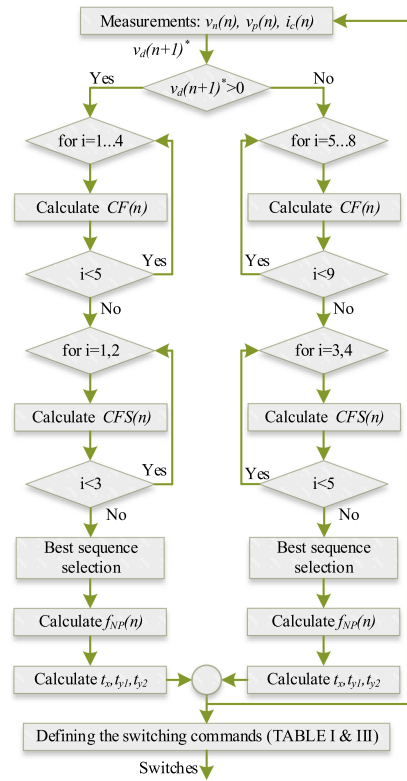 Measurements: v_n(n), v_p(n), i_c(n)
v_d(n+1)*
v_d(n+1)*>0
Yes
No
for i=1...4
for i=5...8
Calculate CF(n)
Calculate CF(n)
i<5
Yes
i<9
Yes
No
No
for i=1,2
for i=3,4
Calculate CFS(n)
Calculate CFS(n)
i<3
Yes
i<5
Yes
No
No
Best sequence
selection
Best sequence
selection
Calculate f_NP(n)
Calculate f_NP(n)
Calculate t_x,t_y1,t_y2
Calculate t_x,t_y1,t_y2
Defining the switching commands (TABLE I & III)
Switches